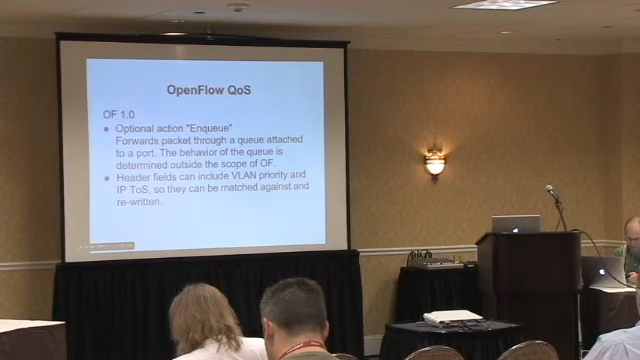 OpenFlow QoS
OF 1.0
● Optional action "Enqueue"
Forwards packet through a queue attached
to a port. The behavior of the queue is
determined outside the scope of OF.
● Header fields can include VLAN priority and
IP ToS, so they can be matched against and
re-written.